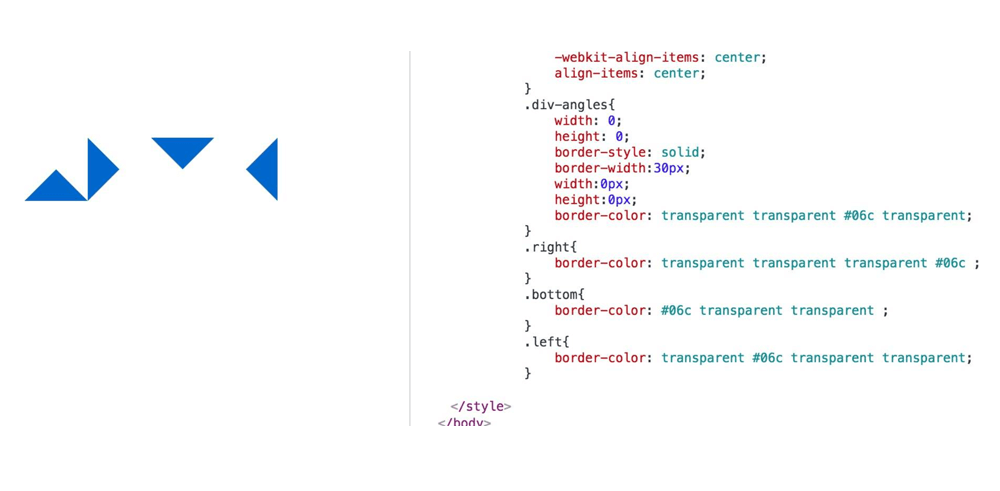 -webkit-align-items: center;
align-items: center;
}
.div-angles{
width: 0;
height: 0;
border-style: solid;
border-width:30px;
width:0px;
height:0px;
border-color: transparent transparent #06c transparent;
}
.right{
border-color: transparent transparent transparent #06c ;
}
.bottom{
border-color: #06c transparent transparent ;
}
.left{
border-color: transparent #06c transparent transparent;
}
</style>
</body>